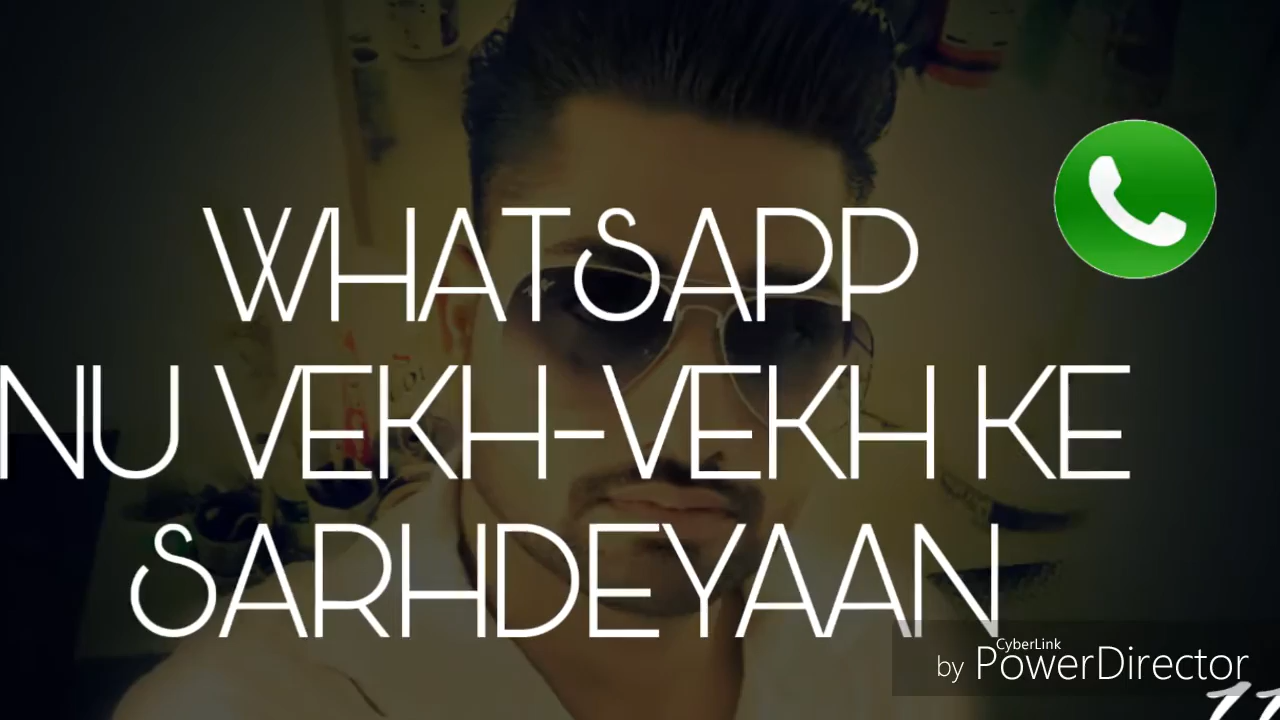 WHATSAPP
NU VEKH-VEKH KE
SARHDEYAAN
CyberLink
by PowerDirector